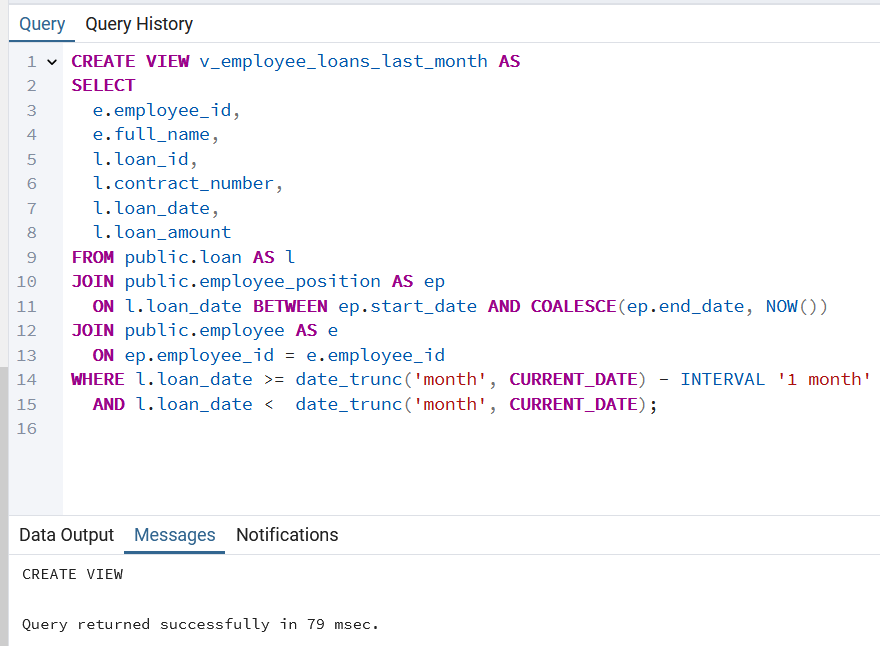 Query Query History
1 CREATE VIEW v_employee_loans_last_month AS
2 SELECT
3 e.employee_id,
4 e.full_name,
5 l.loan_id,
6 l.contract_number,
7 l.loan_date,
8 l.loan_amount
9 FROM public.loan AS l
10 JOIN public.employee_position AS ep
11 ON l.loan_date BETWEEN ep.start_date AND COALESCE(ep.end_date, NOW())
12 JOIN public.employee AS e
13 ON ep.employee_id = e.employee_id
14 WHERE l.loan_date >= date_trunc('month', CURRENT_DATE) - INTERVAL '1 month'
15 AND l.loan_date <  date_trunc('month', CURRENT_DATE);
16
Data Output Messages Notifications
CREATE VIEW
Query returned successfully in 79 msec.